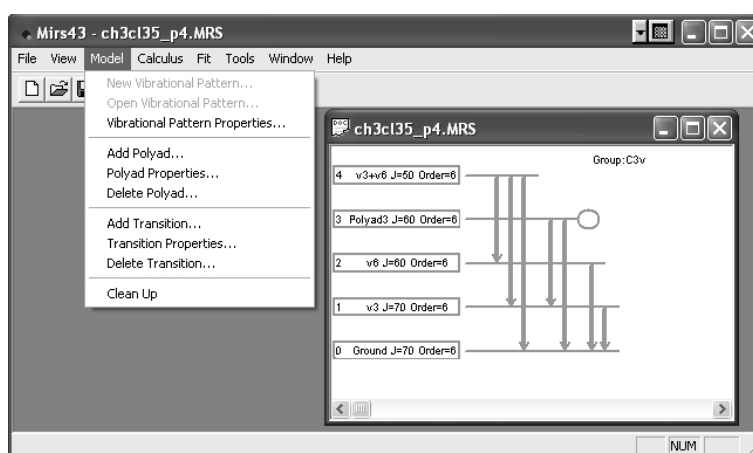 Mirs43 - ch3cl35_p4.MRS
File View Model Calculus Fit Tools Window Help
New Vibrational Pattern...
Open Vibrational Pattern...
Vibrational Pattern Properties...
Add Polyad...
Polyad Properties...
Delete Polyad...
Add Transition...
Transition Properties...
Delete Transition...
Clean Up
ch3cl35_p4.MRS
Group:C3v
4 v3+v6 J=50 Order=6
3 Polyad3 J=60 Order=6
2 v6 J=60 Order=6
1 v3 J=70 Order=6
0 Ground J=70 Order=6
NUM